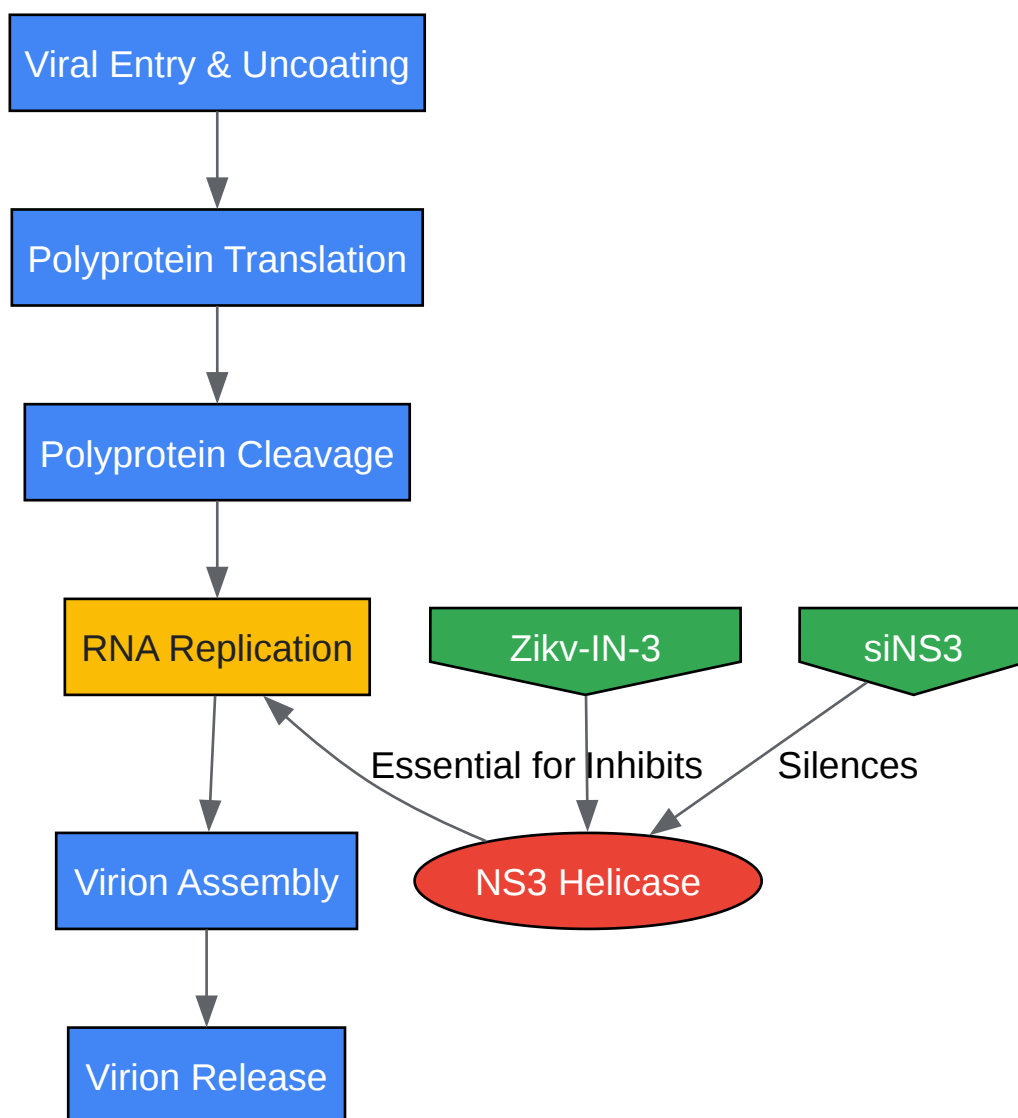 Viral Entry & Uncoating
Polyprotein Translation
Polyprotein Cleavage
RNA Replication
Zikv-IN-3
siNS3
Essential for
Inhibits
Silences
Virion Assembly
NS3 Helicase
Virion Release